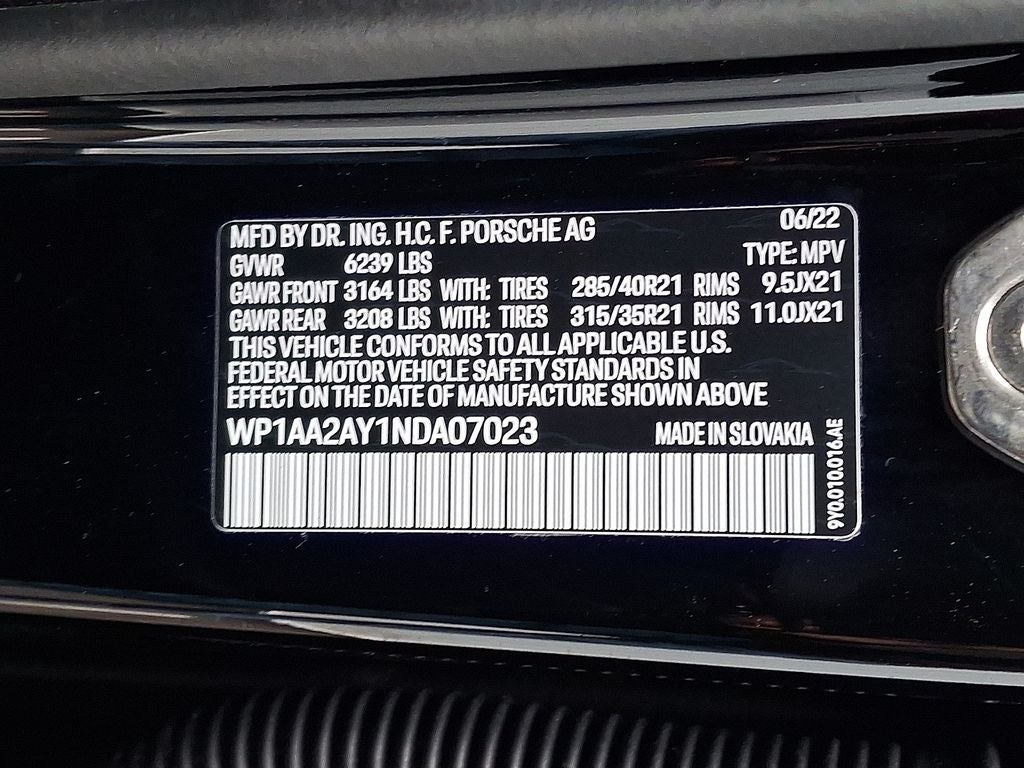 MFD BY DR. ING. H.C. F. PORSCHE AG 06/22
GVWR 6239 LBS TYPE: MPV
GAWR FRONT 3164 LBS WITH: TIRES 285/40R21 RIMS 9.5JX21
GAWR REAR 3208 LBS WITH: TIRES 315/35R21 RIMS 11.0JX21
THIS VEHICLE CONFORMS TO ALL APPLICABLE U.S.
FEDERAL MOTOR VEHICLE SAFETY STANDARDS IN
EFFECT ON THE DATE OF MANUFACTURE SHOWN ABOVE
WP1AA2AY1NDA07023 MADE IN SLOVAKIA
9Y0.010.016.AE